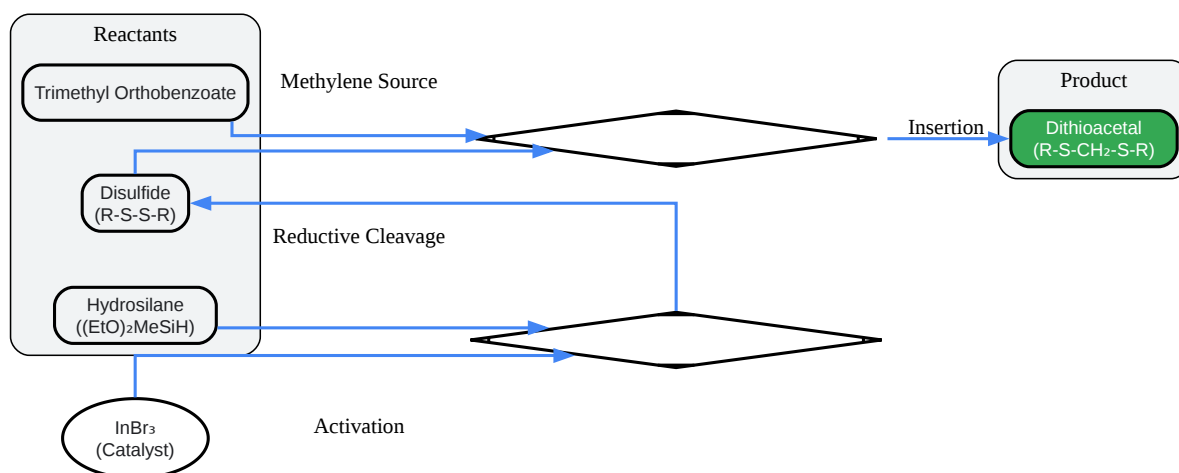 Reactants
Trimethyl Orthobenzoate
Methylene Source
Product
Insertion
Dithioacetal
(R-S-CH₂-S-R)
Disulfide
(R-S-S-R)
Reductive Cleavage
Hydrosilane
((EtO)₂MeSiH)
InBr₃
(Catalyst)
Activation